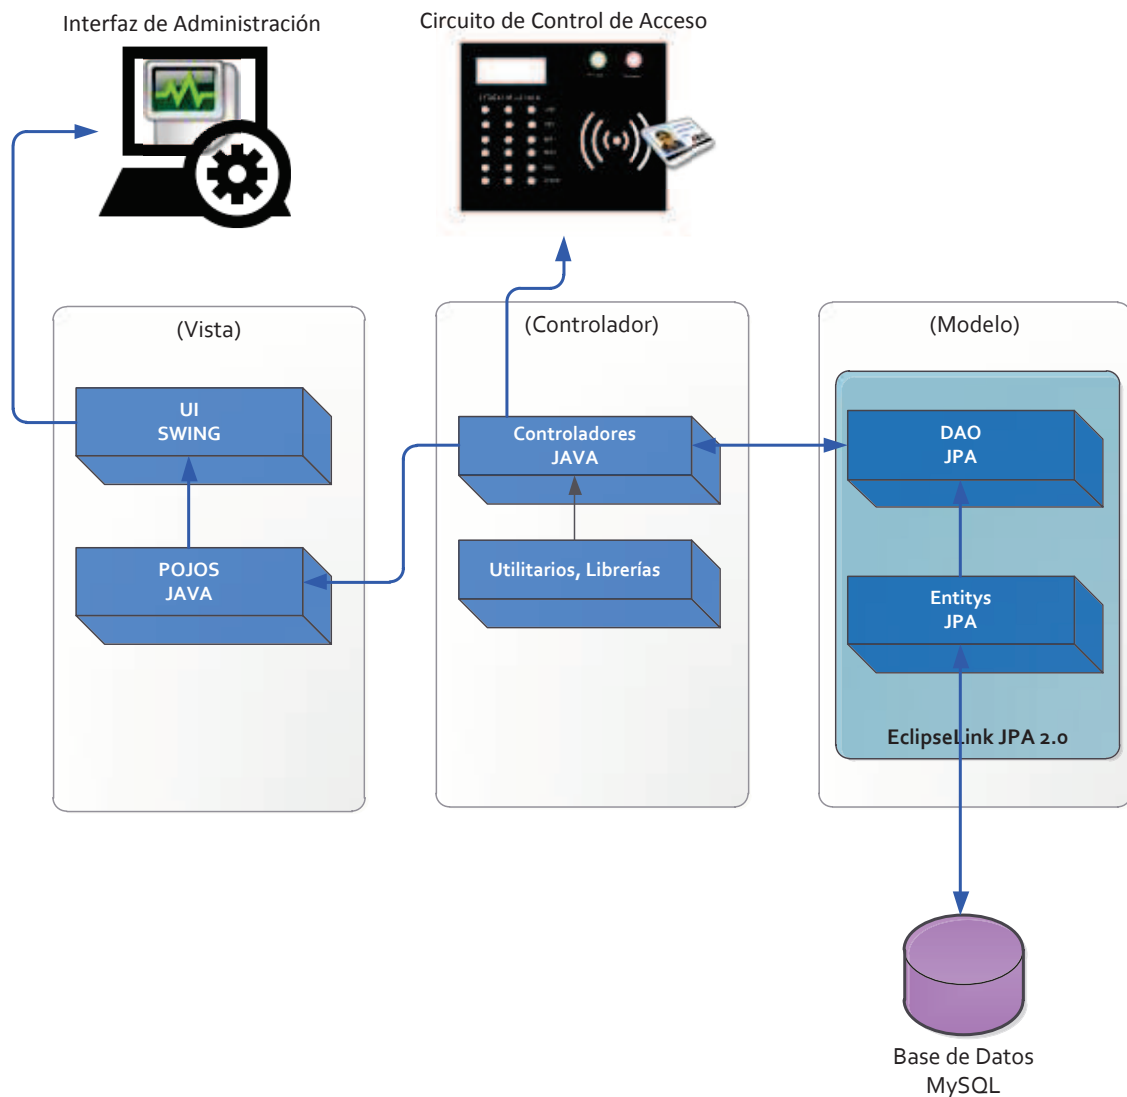 Interfaz de Administración
Circuito de Control de Acceso
(Vista)
UI
SWING
POJOS
JAVA
(Controlador)
Controladores
JAVA
Utilitarios, Librerías
(Modelo)
DAO
JPA
Entitys
JPA
EclipseLink JPA 2.0
Base de Datos
MySQL